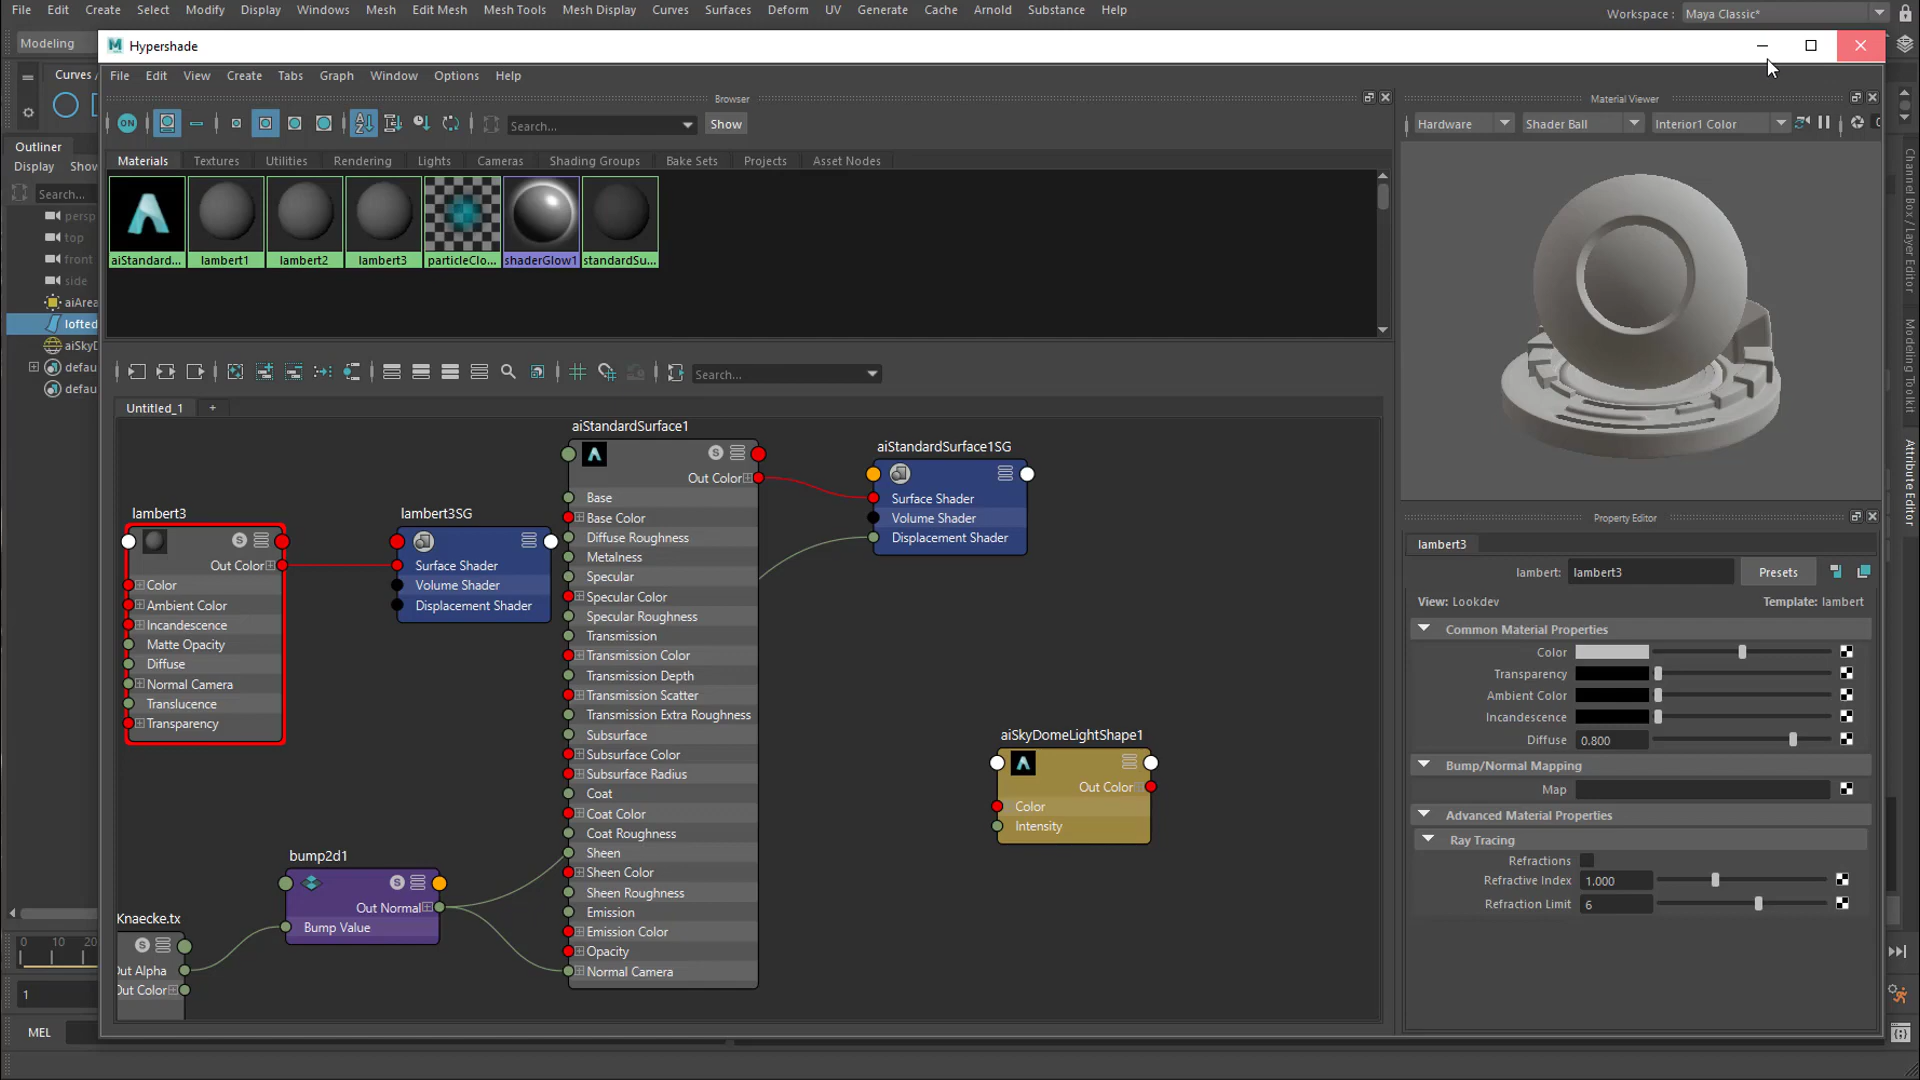 File Edit Create Select Modify Display Windows Mesh Edit Mesh Mesh Tools Mesh Display Curves Surfaces Deform UV Generate Cache Arnold Substance Help
Workspace : Maya Classic*
Modeling
Hypershade
Curves
File Edit View Create Tabs Graph Window Options Help
Browser
Material Viewer
ON
Search...
Show
Hardware
Shader Ball
Interior1 Color
Outliner
Display
Search...
persp
top
front
side
aiArea
lofted
aiSkyD
defau
defau
Materials Textures Utilities Rendering Lights Cameras Shading Groups Bake Sets Projects Asset Nodes
aiStandard... lambert1 lambert2 lambert3 particleClo... shaderGlow1 standardSu...
Search...
Untitled_1 +
lambert3
Out Color
Color
Ambient Color
Incandescence
Matte Opacity
Diffuse
Normal Camera
Translucence
Transparency
lambert3SG
Surface Shader
Volume Shader
Displacement Shader
aiStandardSurface1
Out Color
Base
Base Color
Diffuse Roughness
Metalness
Specular
Specular Color
Specular Roughness
Transmission
Transmission Color
Transmission Depth
Transmission Scatter
Transmission Extra Roughness
Subsurface
Subsurface Color
Subsurface Radius
Coat
Coat Color
Coat Roughness
Sheen
Sheen Color
Sheen Roughness
Emission
Emission Color
Opacity
Normal Camera
aiStandardSurface1SG
Surface Shader
Volume Shader
Displacement Shader
aiSkyDomeLightShape1
Out Color
Color
Intensity
bump2d1
Out Normal
Bump Value
Knaecke.tx
Out Alpha
Out Color
Property Editor
lambert3
lambert: lambert3
Presets
View: Lookdev
Template: lambert
Common Material Properties
Color
Transparency
Ambient Color
Incandescence
Diffuse 0.800
Bump/Normal Mapping
Map
Advanced Material Properties
Ray Tracing
Refractions
Refractive Index 1.000
Refraction Limit 6
Channel Box / Layer Editor
Modeling Toolkit
Attribute Editor
0 10 20
1
MEL